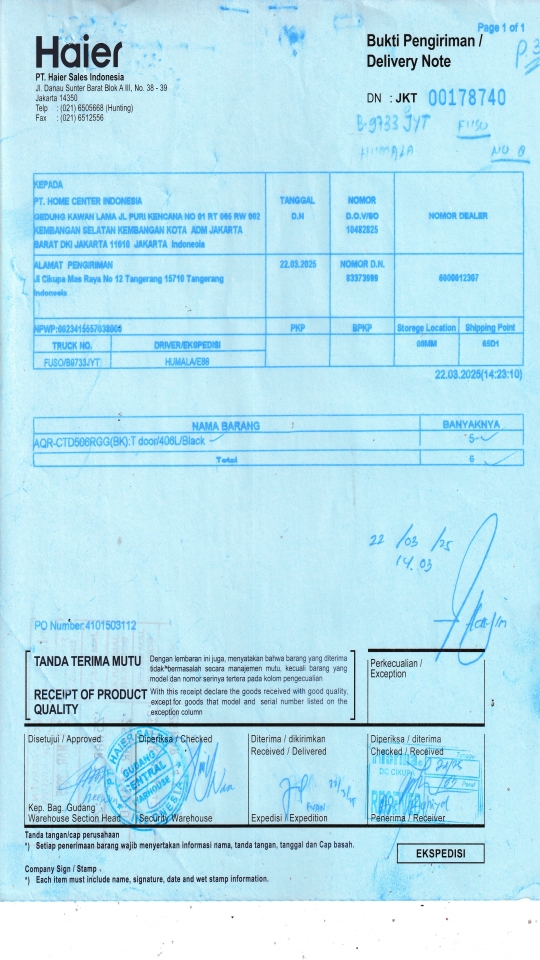 Page 1 of 1
Haier
Bukti Pengiriman /
Delivery Note
PT. Haier Sales Indonesia
Jl. Danau Sunter Barat Blok A III, No. 38 - 39
Jakarta 14350
Telp : (021) 6505668 (Hunting)
Fax : (021) 6512556
DN : JKT 00178740
B-9733 JYT FUSO
HUMALA
KEPADA
PT. HOME CENTER INDONESIA
GEDUNG KAWAN LAMA JL PURI KENCANA NO 01 RT 005 RW 002
KEMBANGAN SELATAN KEMBANGAN KOTA ADM JAKARTA
BARAT DKI JAKARTA 11610 JAKARTA Indonesia
TANGGAL
D.N
NOMOR
D.O.V/SO
10482825
NOMOR DEALER
ALAMAT PENGIRIMAN
Jl Cikupa Mas Raya No 12 Tangerang 15710 Tangerang
Indonesia
22.03.2025
NOMOR D.N.
83373999
6000012307
PKP BPKP Storege Location Shipping Point
TRUCK NO. DRIVER/EKSPEDISI
FUSO/B9733JYT) HUMALA/E88
22.03.2025(14:23:10)
NAMA BARANG BANYAKNYA
AQR-CTD506RGG(BK):T door/406L/Black 5
Total
22 /03 /25
14.03
PO Number:4101503112
TANDA TERIMA MUTU
Dengan lembaran ini juga, menyatakan bahwa barang yang diterima
tidak bermasalah secara manajemen mutu, kecuali barang yang
model dan nomor serinya tertera pada kolom pengecualian
RECEIPT OF PRODUCT
QUALITY
With this receipt declare the goods received with good quality,
except for goods that model and serial number listed on the
exception column
Perkecualian /
Exception
Disetujui / Approved
Diperiksa / Checked
Diterima / dikirimkan
Received / Delivered
Diperiksa / diterima
Checked / Received
HAIER SALES
GUDANG
CENTRAL
WARHOUSE
INDONESIA
DC CIKUPA
Kep. Bag. Gudang
Warehouse Section Head
Security Warehouse
Expedisi / Expedition
Penerima / Receiver
Tanda tangan/cap perusahaan
*) Setiap penerimaan barang wajib menyertakan informasi nama, tanda tangan, tanggal dan Cap basah.
EKSPEDISI
Company Sign / Stamp
*) Each item must include name, signature, date and wet stamp information.